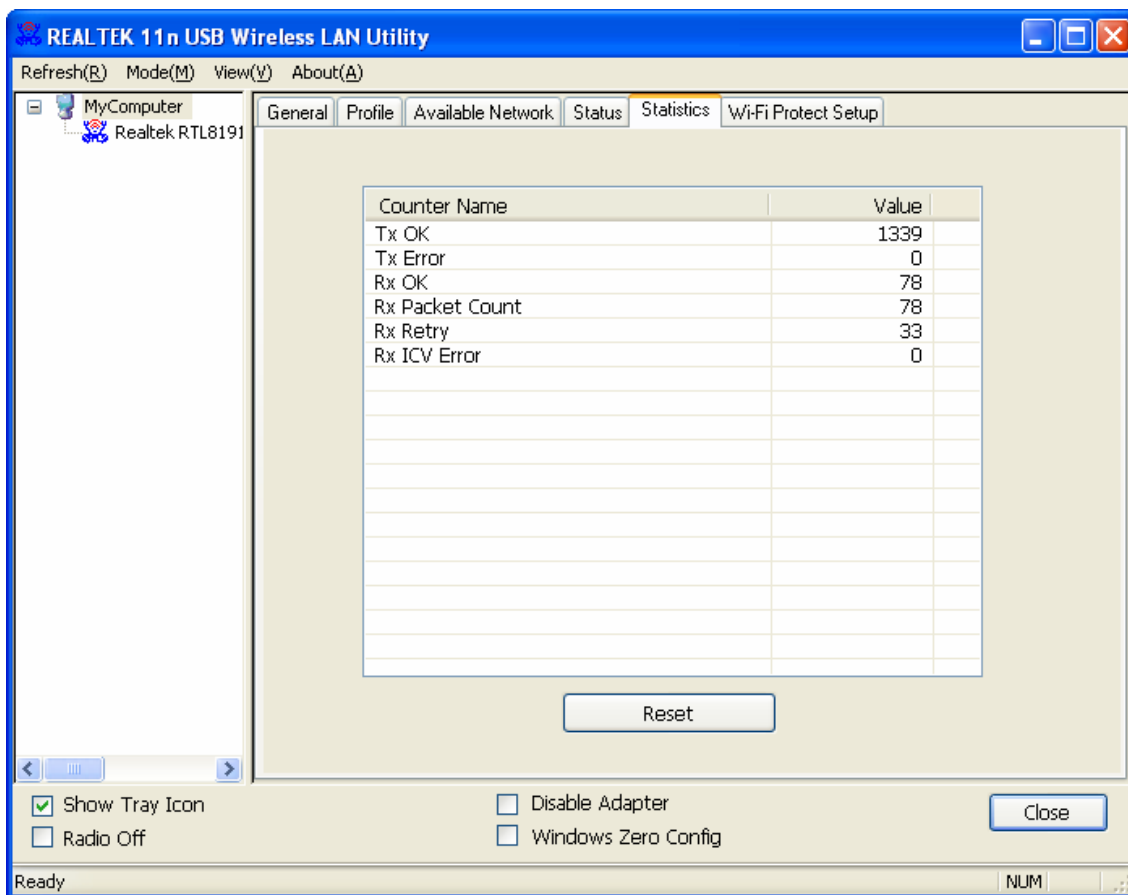 REALTEK 11n USB Wireless LAN Utility
Refresh(R) Mode(M) View(V) About(A)
MyComputer
Realtek RTL8191
General Profile Available Network Status Statistics Wi-Fi Protect Setup
Counter Name Value
Tx OK 1339
Tx Error 0
Rx OK 78
Rx Packet Count 78
Rx Retry 33
Rx ICV Error 0
Reset
Show Tray Icon Disable Adapter
Radio Off Windows Zero Config
Close
Ready NUM